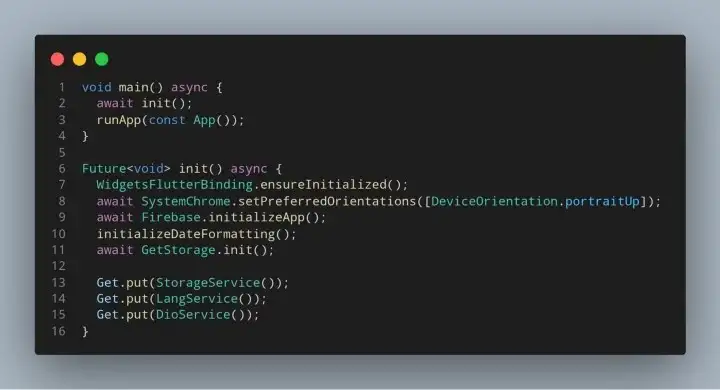 1 void main() async {
2   await init();
3   runApp(const App());
4 }
5
6 Future<void> init() async {
7   WidgetsFlutterBinding.ensureInitialized();
8   await SystemChrome.setPreferredOrientations([DeviceOrientation.portraitUp]);
9   await Firebase.initializeApp();
10   initializeDateFormatting();
11   await GetStorage.init();
12
13   Get.put(StorageService());
14   Get.put(LangService());
15   Get.put(DioService());
16 }